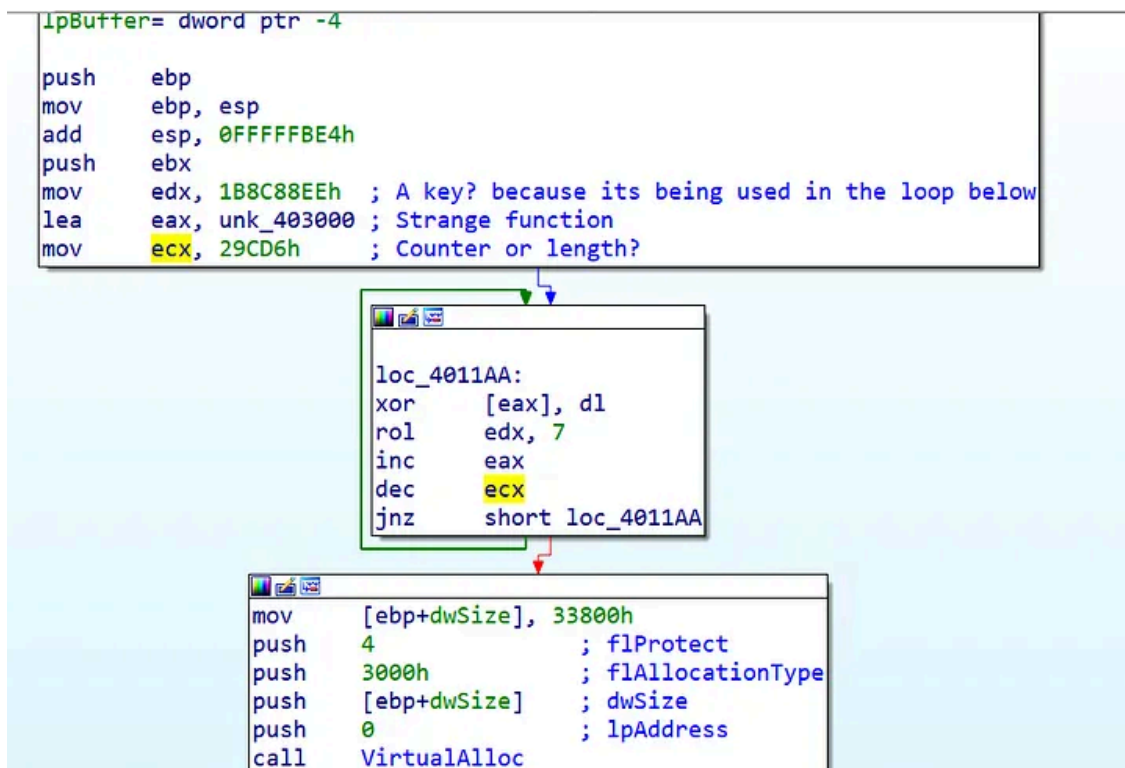 lpBuffer= dword ptr -4
push ebp
mov ebp, esp
add esp, 0FFFFFBE4h
push ebx
mov edx, 1B8C88EEh ; A key? because its being used in the loop below
lea eax, unk_403000 ; Strange function
mov ecx, 29CD6h ; Counter or length?
loc_4011AA:
xor [eax], dl
rol edx, 7
inc eax
dec ecx
jnz short loc_4011AA
mov [ebp+dwSize], 33800h
push 4 ; flProtect
push 3000h ; flAllocationType
push [ebp+dwSize] ; dwSize
push 0 ; lpAddress
call VirtualAlloc